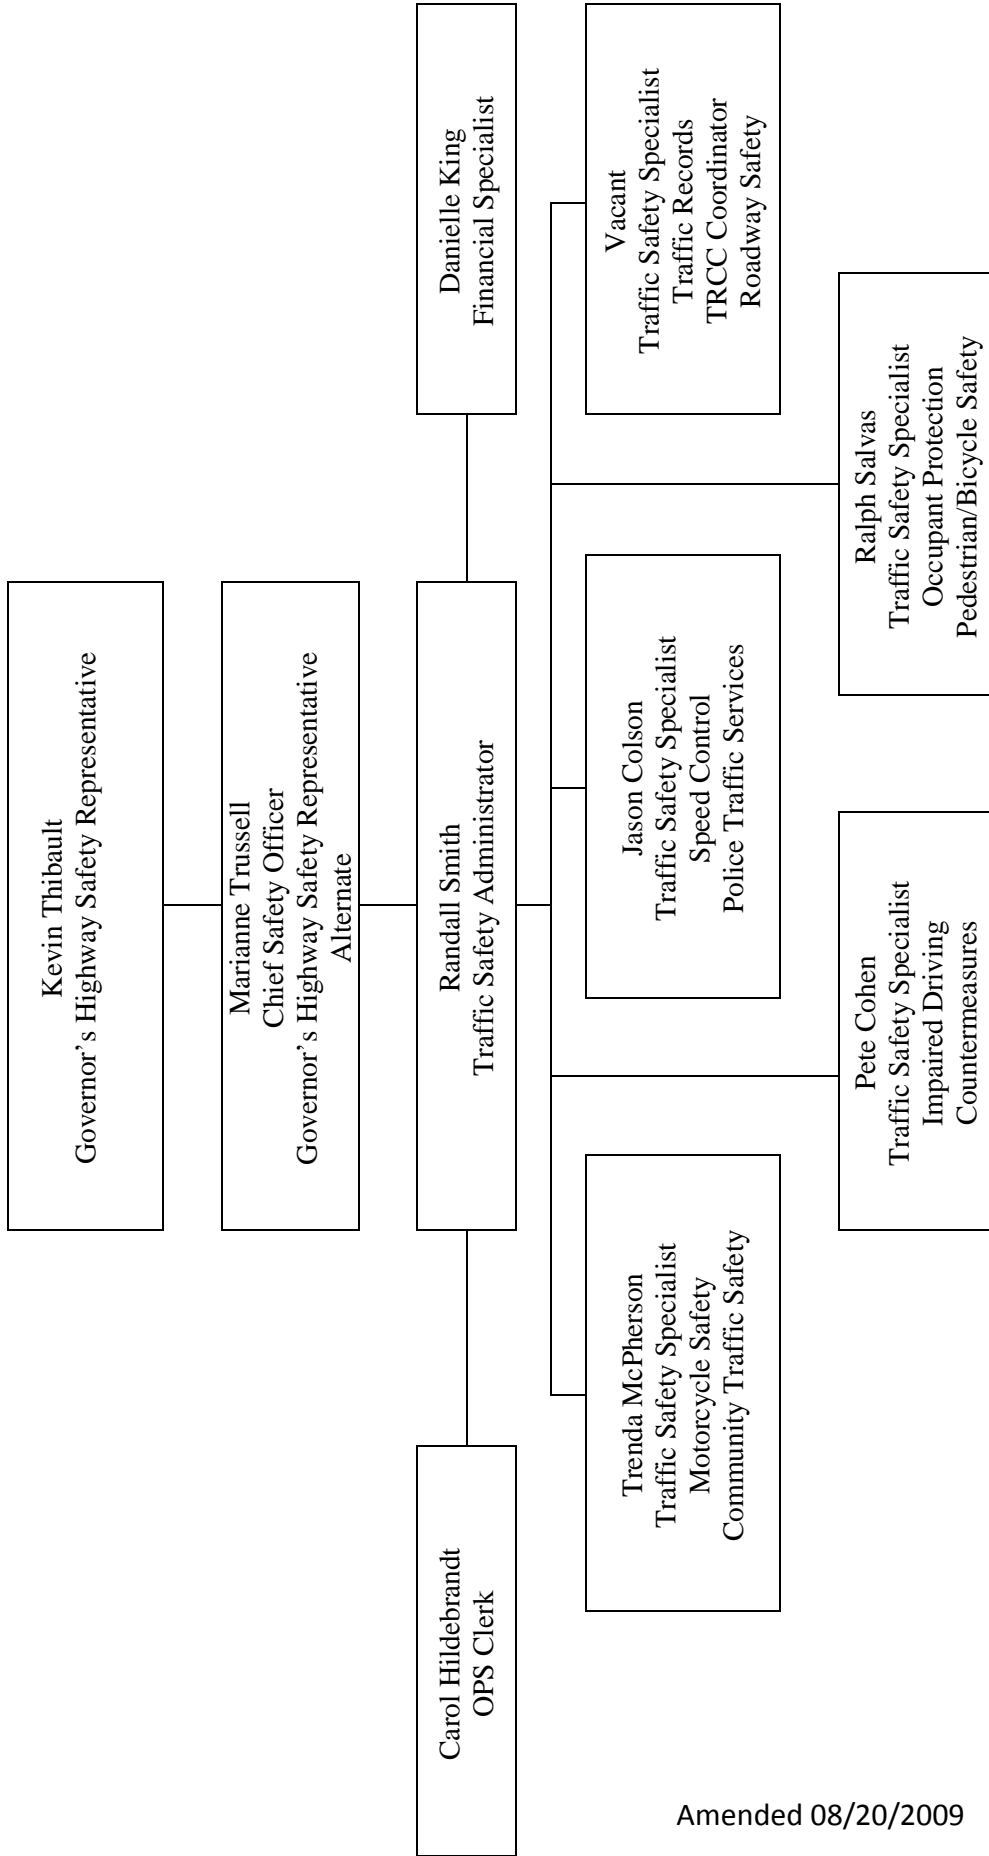 Kevin Thibault
Governor's Highway Safety Representative
Marianne Trussell
Chief Safety Officer
Governor's Highway Safety Representative
Alternate
Carol Hildebrandt
OPS Clerk
Randall Smith
Traffic Safety Administrator
Danielle King
Financial Specialist
Trenda McPherson
Traffic Safety Specialist
Motorcycle Safety
Community Traffic Safety
Jason Colson
Traffic Safety Specialist
Speed Control
Police Traffic Services
Vacant
Traffic Safety Specialist
Traffic Records
TRCC Coordinator
Roadway Safety
Pete Cohen
Traffic Safety Specialist
Impaired Driving
Countermeasures
Ralph Salvas
Traffic Safety Specialist
Occupant Protection
Pedestrian/Bicycle Safety
Amended 08/20/2009